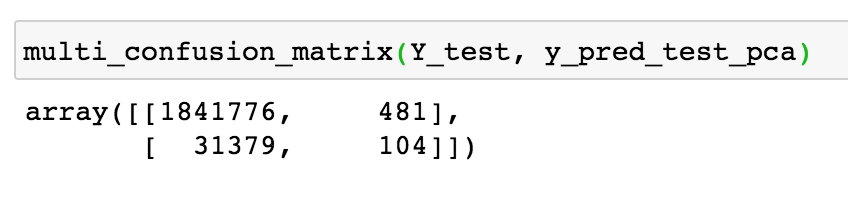 multi_confusion_matrix(Y_test, y_pred_test_pca)
array([[1841776,     481],
       [  31379,     104]])